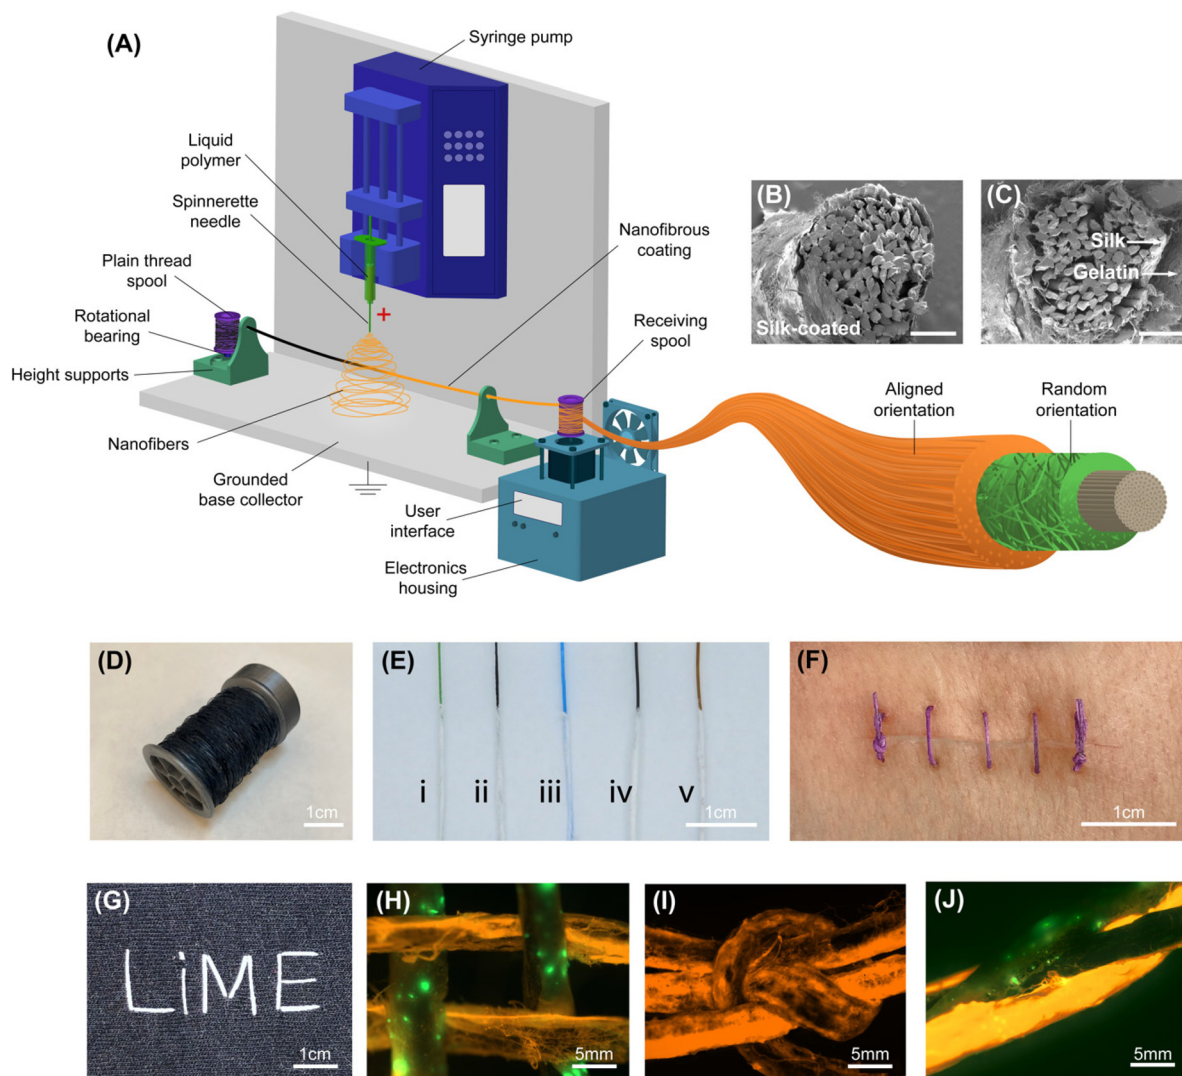 (A)
Syringe pump
Liquid
polymer
Spinnerette
needle
+
Nanofibrous
coating
Plain thread
spool
Rotational
bearing
Height supports
Receiving
spool
Nanofibers
Grounded
base collector
User
interface
Electronics
housing
Aligned
orientation
Random
orientation
(B)
Silk-coated
(C)
Silk
Gelatin
(D)
1cm
(E)
i ii iii iv v
1cm
(F)
1cm
(G)
LiME
1cm
(H)
5mm
(I)
5mm
(J)
5mm